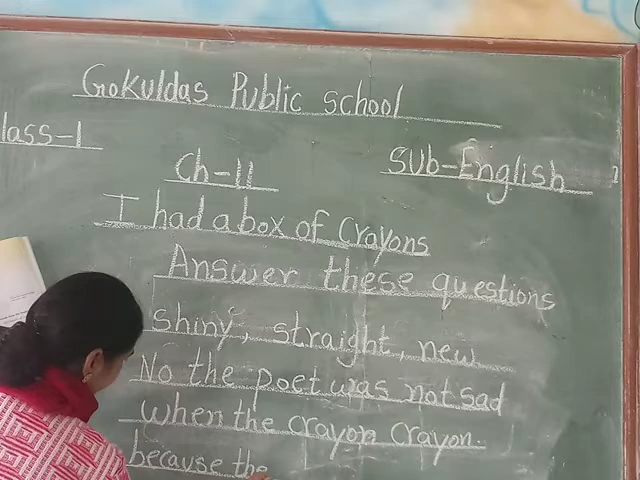 Gokuldas Public school
lass-1
Ch-11
Sub-English
I had a box of Crayons
Answer these questions
shiny, straight, new
No the poet was not sad
when the crayon crayon.
because the